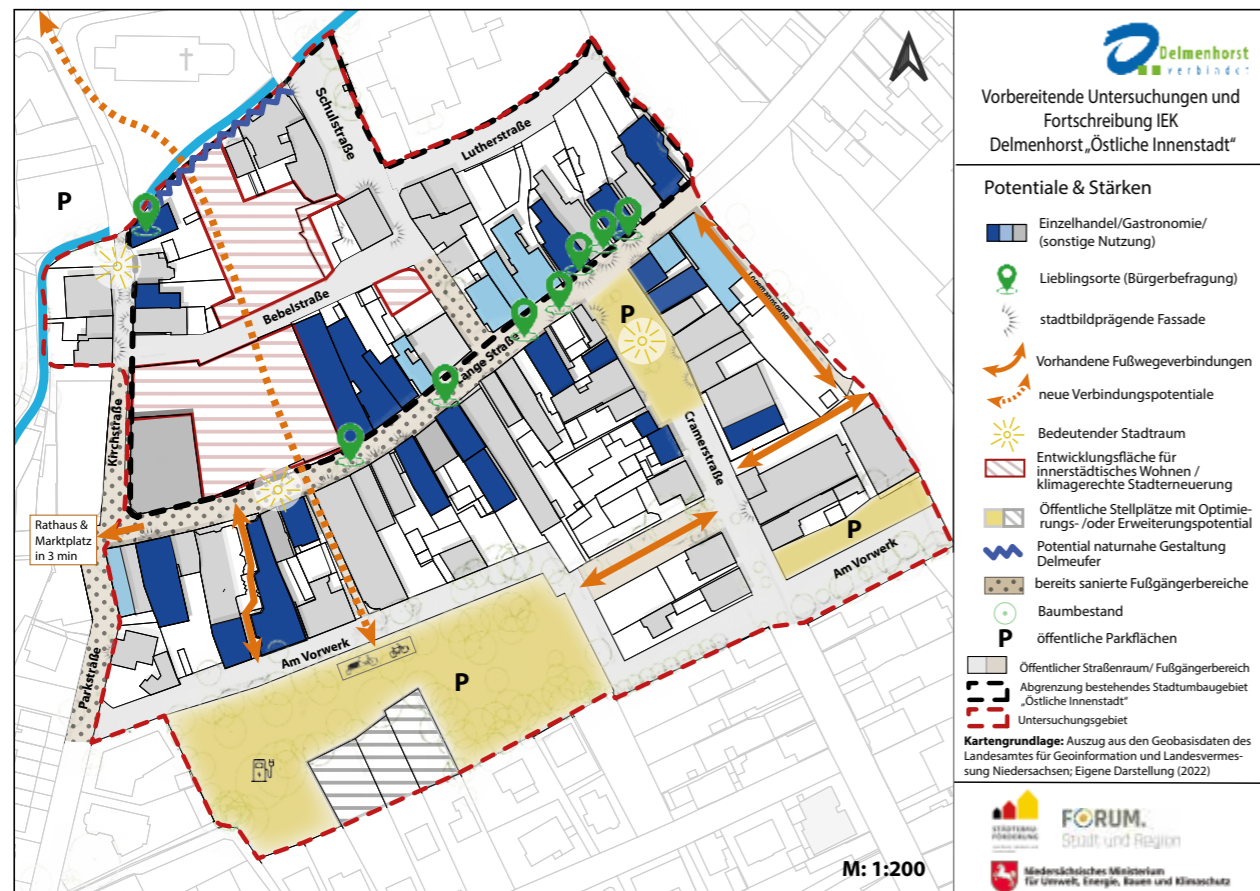 Delmenhorst
verbindet
Vorbereitende Untersuchungen und
Fortschreibung IEK
Delmenhorst „Östliche Innenstadt“
Potentiale & Stärken
Einzelhandel/Gastronomie/
(sonstige Nutzung)
Lieblingsorte (Bürgerbefragung)
stadtbildprägende Fassade
Vorhandene Fußwegeverbindungen
neue Verbindungspotentiale
Bedeutender Stadtraum
Entwicklungsfläche für
innerstädtisches Wohnen /
klimagerechte Stadterneuerung
Öffentliche Stellplätze mit Optimie-
rungs- /oder Erweiterungspotential
Potential naturnahe Gestaltung
Delmeufer
bereits sanierte Fußgängerbereiche
Baumbestand
P
öffentliche Parkflächen
Öffentlicher Straßenraum/ Fußgängerbereich
Abgrenzung bestehendes Stadtumbaugebiet
„Östliche Innenstadt“
Untersuchungsgebiet
Kartengrundlage: Auszug aus den Geobasisdaten des
Landesamtes für Geoinformation und Landesvermes-
sung Niedersachsen; Eigene Darstellung (2022)
STÄDTEBAU-
FÖRDERUNG
FORUM.
Stadt und Region
Niedersächsisches Ministerium
für Umwelt, Energie, Bauen und Klimaschutz
Schulstraße
Lutherstraße
P
Bebelstraße
P
Lange Straße
Kirchstraße
Cramerstraße
Rathaus &
Marktplatz
in 3 min
P
Am Vorwerk
Am Vorwerk
P
Parkstraße
M: 1:200